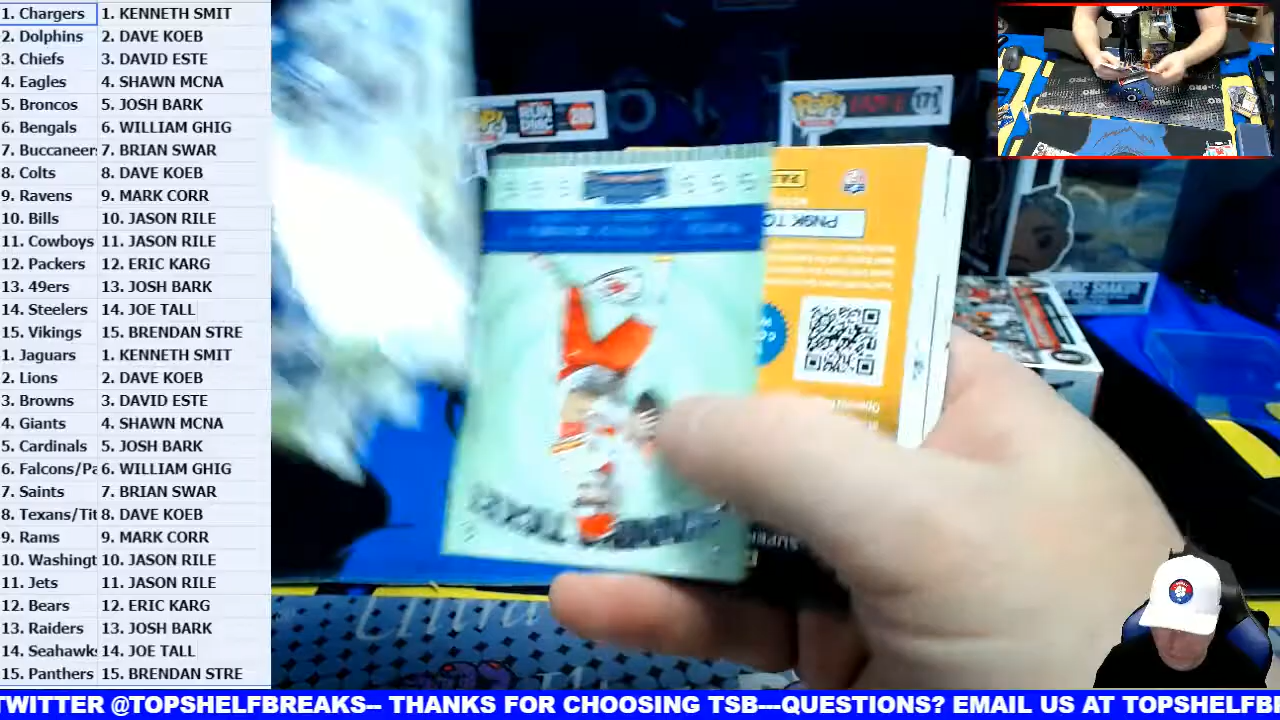 1. Chargers 1. KENNETH SMIT
2. Dolphins 2. DAVE KOEB
3. Chiefs 3. DAVID ESTE
4. Eagles 4. SHAWN MCNA
5. Broncos 5. JOSH BARK
6. Bengals 6. WILLIAM GHIG
7. Buccaneer 7. BRIAN SWAR
8. Colts 8. DAVE KOEB
9. Ravens 9. MARK CORR
10. Bills 10. JASON RILE
11. Cowboys 11. JASON RILE
12. Packers 12. ERIC KARG
13. 49ers 13. JOSH BARK
14. Steelers 14. JOE TALL
15. Vikings 15. BRENDAN STRE
1. Jaguars 1. KENNETH SMIT
2. Lions 2. DAVE KOEB
3. Browns 3. DAVID ESTE
4. Giants 4. SHAWN MCNA
5. Cardinals 5. JOSH BARK
6. Falcons/Pa 6. WILLIAM GHIG
7. Saints 7. BRIAN SWAR
8. Texans/Tit 8. DAVE KOEB
9. Rams 9. MARK CORR
10. Washingt 10. JASON RILE
11. Jets 11. JASON RILE
12. Bears 12. ERIC KARG
13. Raiders 13. JOSH BARK
14. Seahawk 14. JOE TALL
15. Panthers 15. BRENDAN STRE
POP!
RUN DMC
200
POP!
171
TUPAC SHAKUR
TWITTER @TOPSHELFBREAKS-- THANKS FOR CHOOSING TSB---QUESTIONS? EMAIL US AT TOPSHELFB